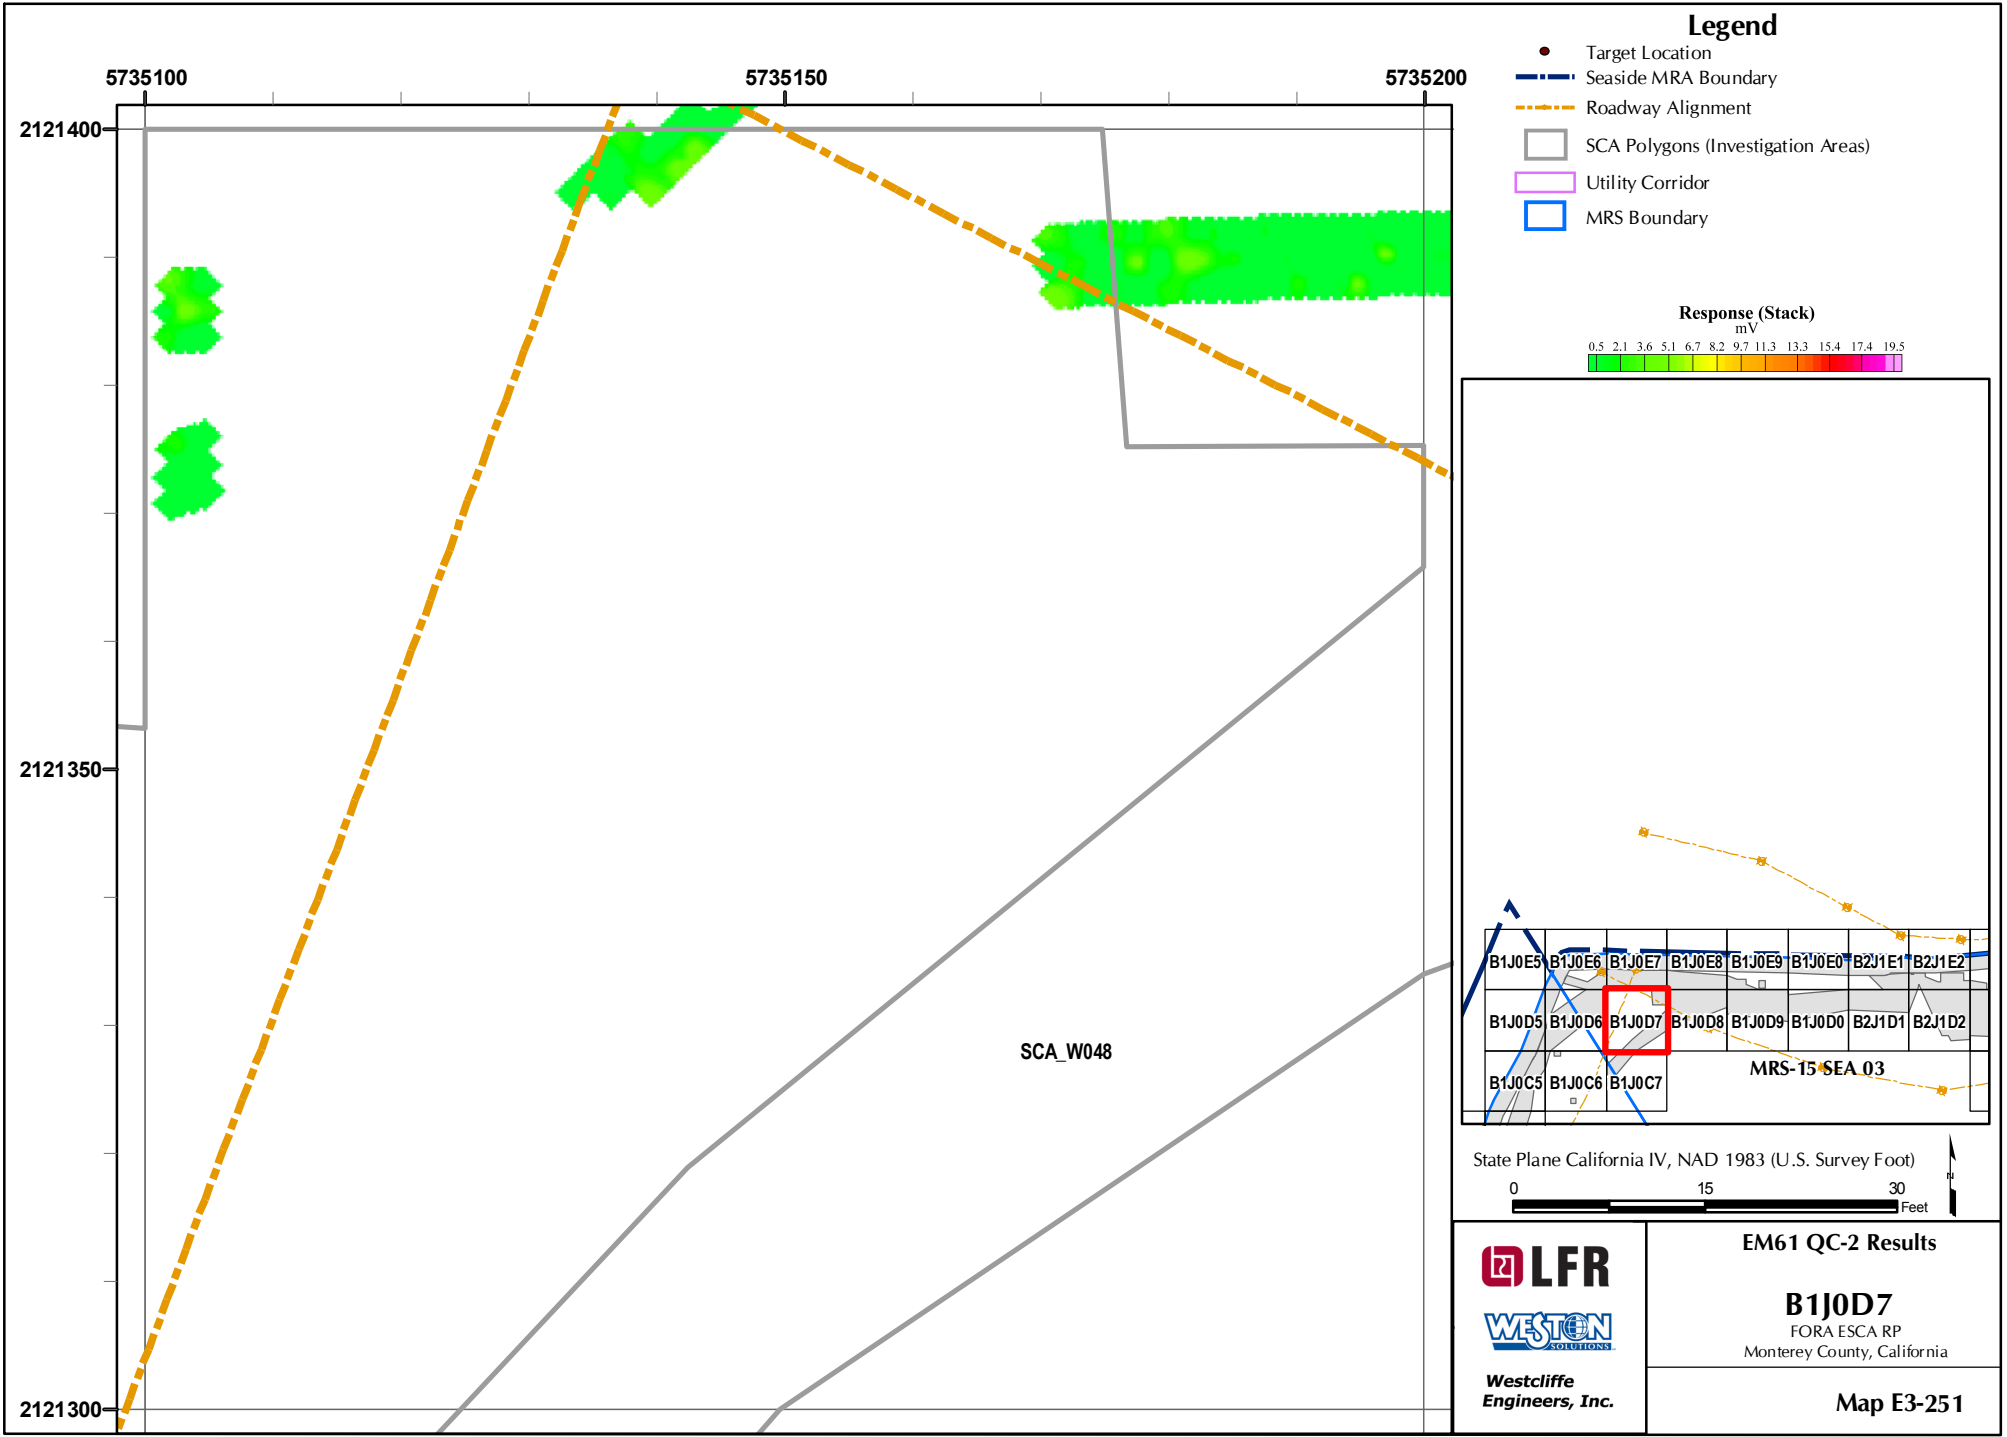 Legend
Target Location
Seaside MRA Boundary
Roadway Alignment
SCA Polygons (Investigation Areas)
Utility Corridor
MRS Boundary
5735100
5735150
5735200
2121400
2121350
2121300
SCA_W048
Response (Stack)
mV
0.5 2.1 3.6 5.1 6.7 8.2 9.7 11.3 13.3 15.4 17.4 19.5
B1J0E5 B1J0E6 B1J0E7 B1J0E8 B1J0E9 B1J0E0 B2J1E1 B2J1E2
B1J0D5 B1J0D6 B1J0D7 B1J0D8 B1J0D9 B1J0D0 B2J1D1 B2J1D2
MRS-15 SEA 03
B1J0C5 B1J0C6 B1J0C7
State Plane California IV, NAD 1983 (U.S. Survey Foot)
0 15 30
Feet
N
LFR
WESTON
SOLUTIONS
Westcliffe
Engineers, Inc.
EM61 QC-2 Results
B1J0D7
FORA ESCA RP
Monterey County, California
Map E3-251